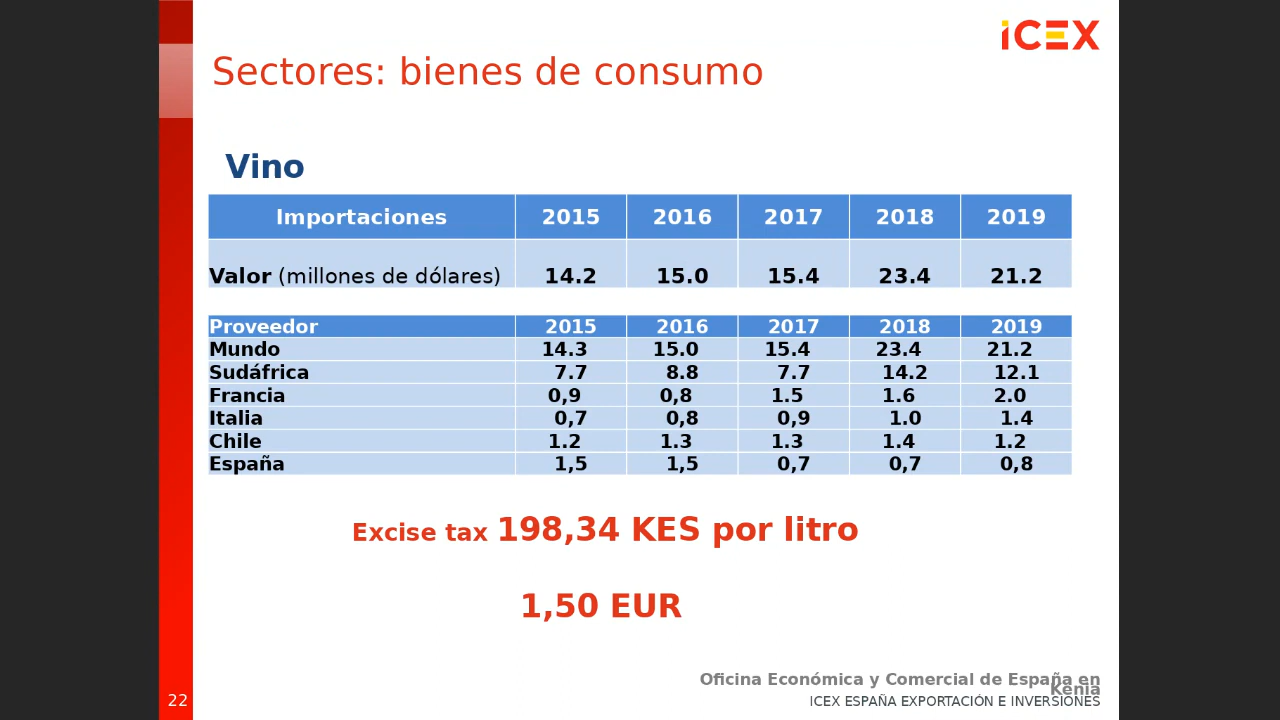 iCEX
Sectores: bienes de consumo
Vino
Importaciones 2015 2016 2017 2018 2019
Valor (millones de dólares) 14.2 15.0 15.4 23.4 21.2
Proveedor 2015 2016 2017 2018 2019
Mundo 14.3 15.0 15.4 23.4 21.2
Sudáfrica 7.7 8.8 7.7 14.2 12.1
Francia 0,9 0,8 1.5 1.6 2.0
Italia 0,7 0,8 0,9 1.0 1.4
Chile 1.2 1.3 1.3 1.4 1.2
España 1,5 1,5 0,7 0,7 0,8
Excise tax 198,34 KES por litro
1,50 EUR
Oficina Económica y Comercial de España en
Kenia
ICEX ESPAÑA EXPORTACIÓN E INVERSIONES
22